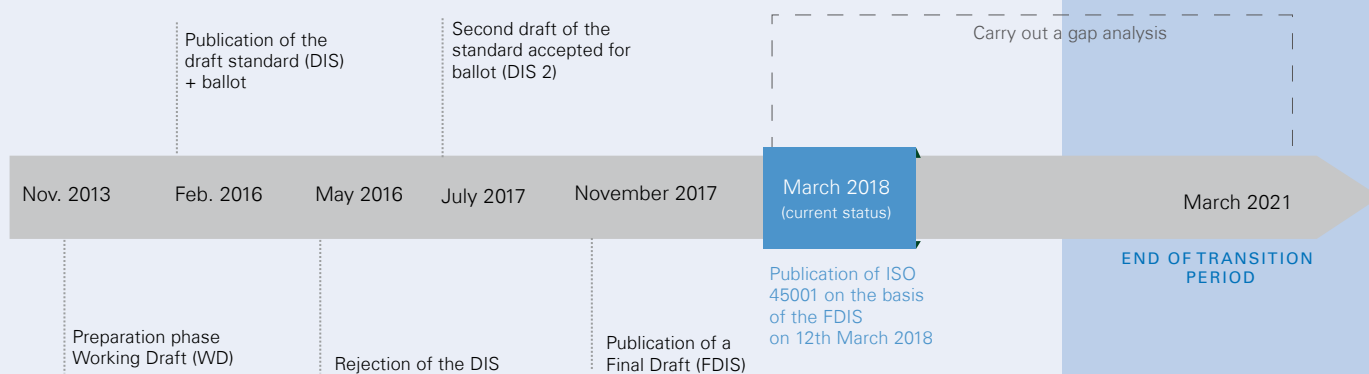 Carry out a gap analysis
Publication of the
draft standard (DIS)
+ ballot
Second draft of the
standard accepted for
ballot (DIS 2)
Nov. 2013
Feb. 2016
May 2016
July 2017
November 2017
March 2018
(current status)
March 2021
END OF TRANSITION
PERIOD
Preparation phase
Working Draft (WD)
Rejection of the DIS
Publication of a
Final Draft (FDIS)
Publication of ISO
45001 on the basis
of the FDIS
on 12th March 2018